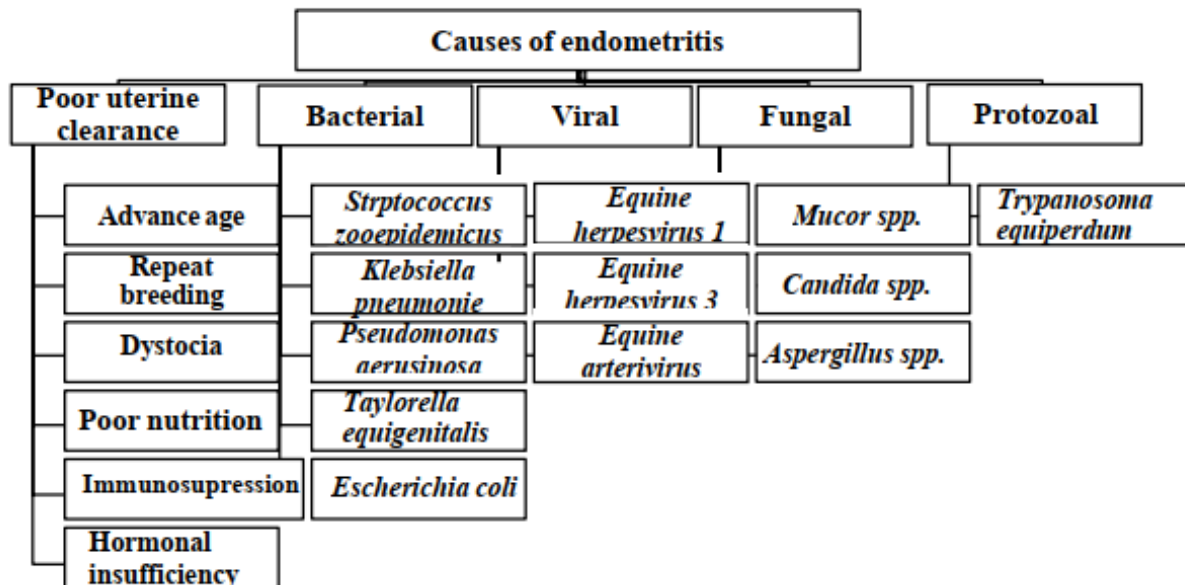 Causes of endometritis
Poor uterine
clearance
Bacterial
Viral
Fungal
Protozoal
Advance age
Repeat
breeding
Dystocia
Poor nutrition
Immunosupression
Hormonal
insufficiency
Strptococcus
zooepidemicus
Klebsiella
pneumonie
Pseudomonas
aerusinosa
Taylorella
equigenitalis
Escherichia coli
Equine
herpesvirus 1
Equine
herpesvirus 3
Equine
arterivirus
Mucor spp.
Candida spp.
Aspergillus spp.
Trypanosoma
equiperdum